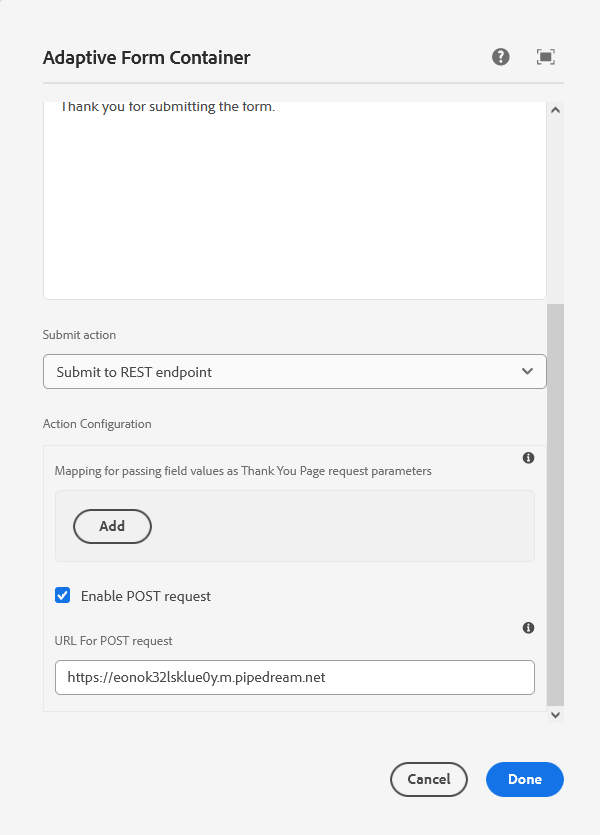 Adaptive Form Container
Thank you for submitting the form.
Submit action
Submit to REST endpoint
Action Configuration
Mapping for passing field values as Thank You Page request parameters
Add
Enable POST request
URL For POST request
https://eonok32lsklue0y.m.pipedream.net
Cancel
Done